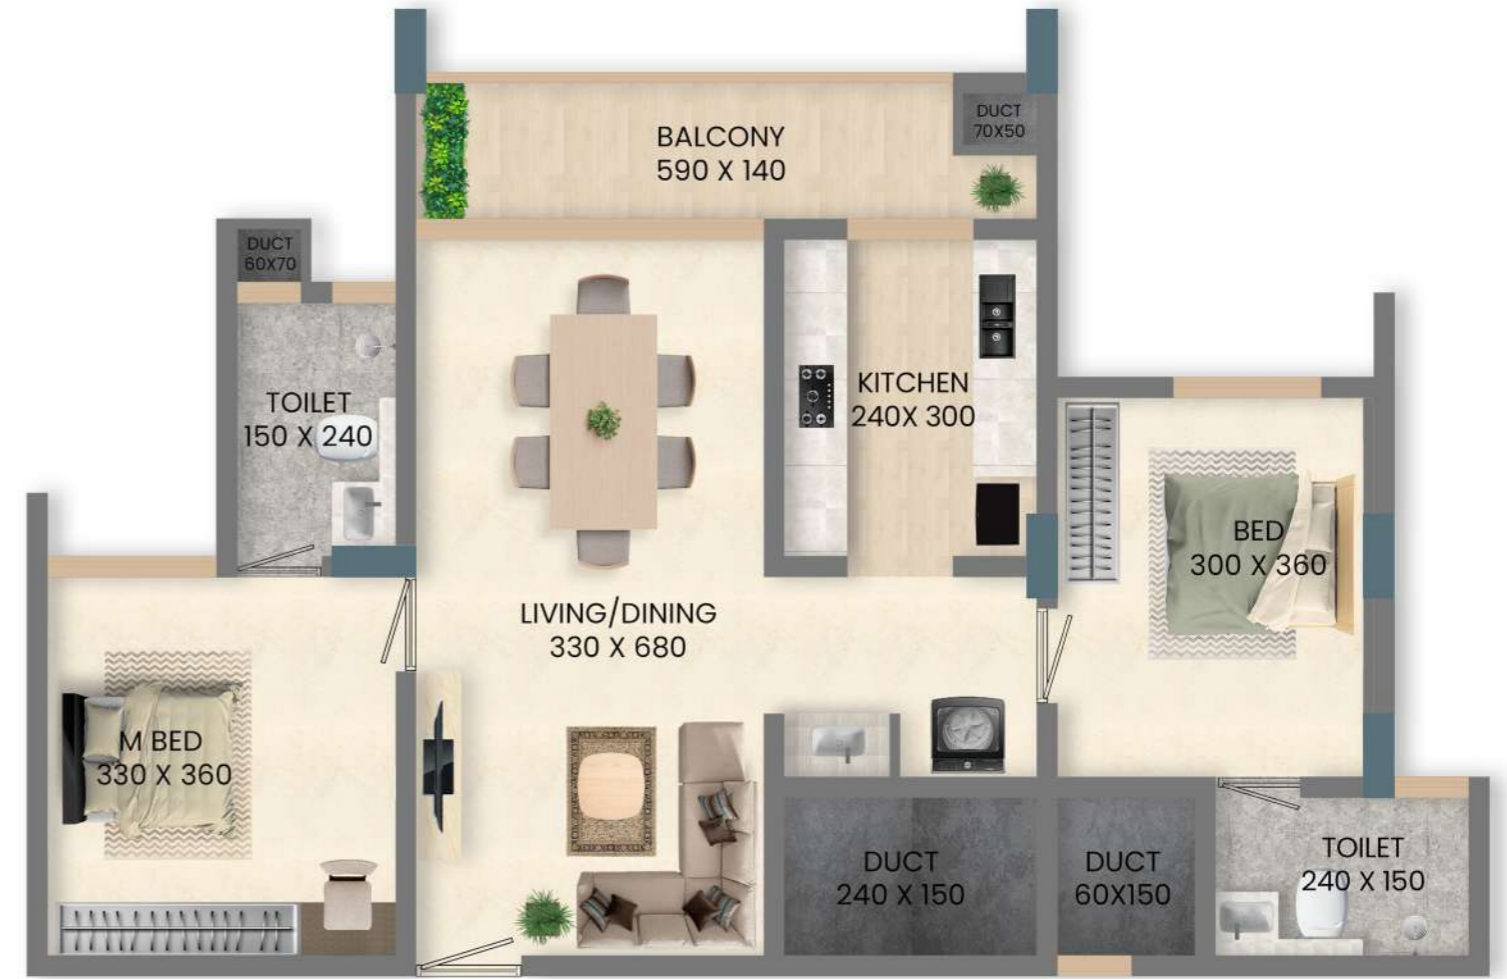 DUCT
70X50
BALCONY
590 X 140
DUCT
60X70
TOILET
150 X 240
KITCHEN
240X 300
BED
300 X 360
LIVING/DINING
330 X 680
M BED
330 X 360
DUCT
240 X 150
DUCT
60X150
TOILET
240 X 150